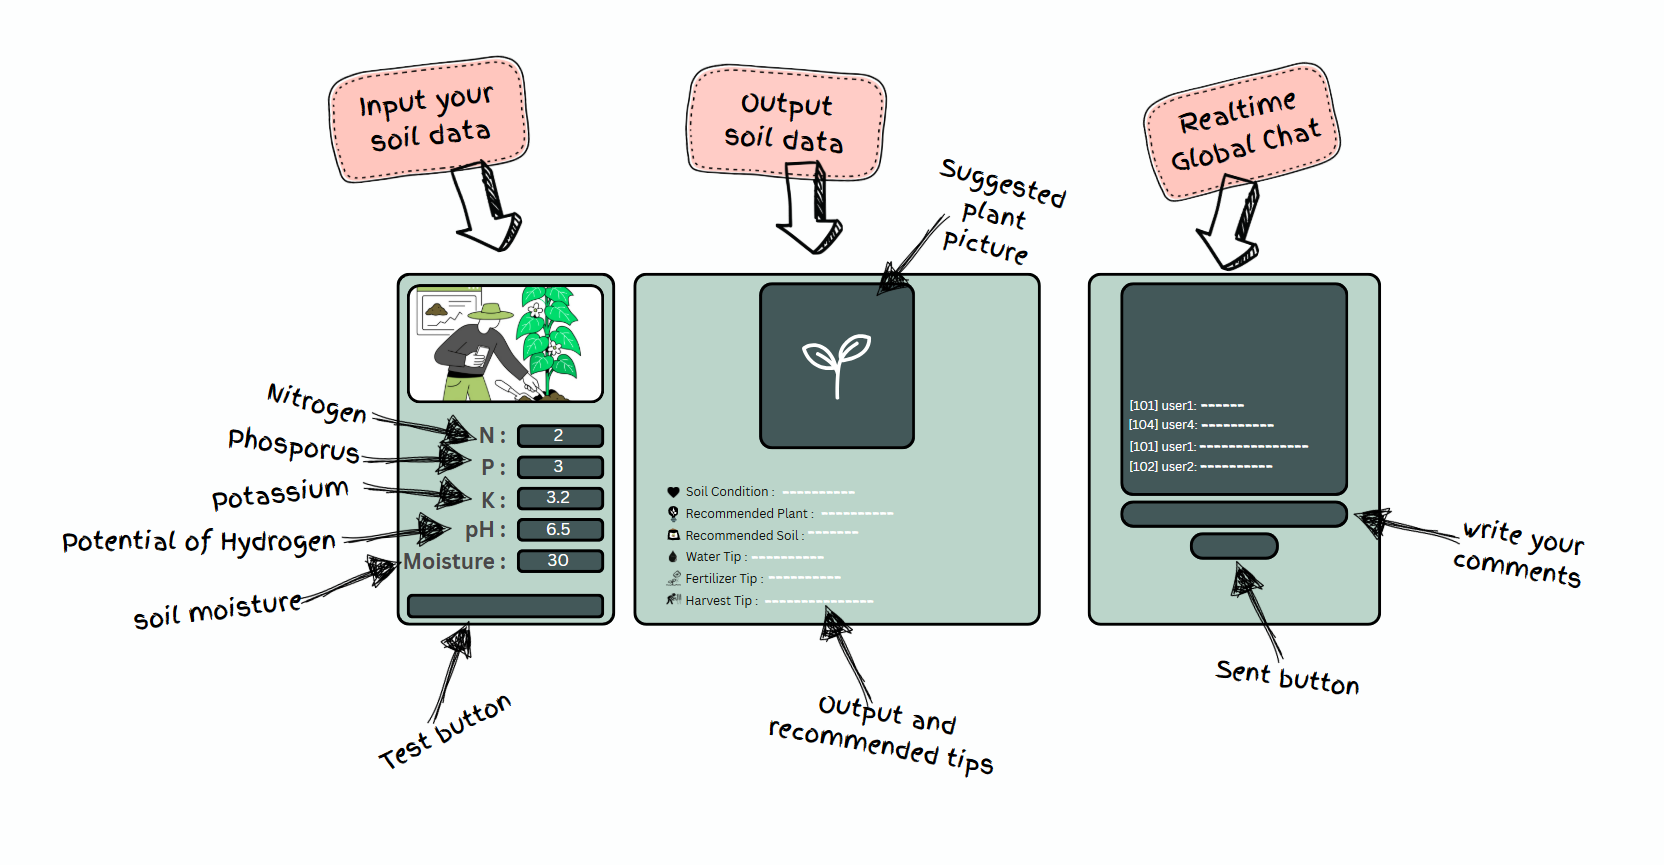 Input your
soil data
Output
soil data
Realtime
Global Chat
Suggested
plant
picture
Nitrogen
Phosporus
Potassium
Potential of Hydrogen
soil moisture
N : 2
P : 3
K : 3.2
pH : 6.5
Moisture : 30
Test button
Soil Condition : ----------
Recommended Plant : ----------
Recommended Soil : -------
Water Tip : ----------
Fertilizer Tip : ----------
Harvest Tip : ---------------
Output and
recommended tips
[101] user1: ------
[104] user4: ----------
[101] user1: ---------------
[102] user2: ----------
write your
comments
Sent button